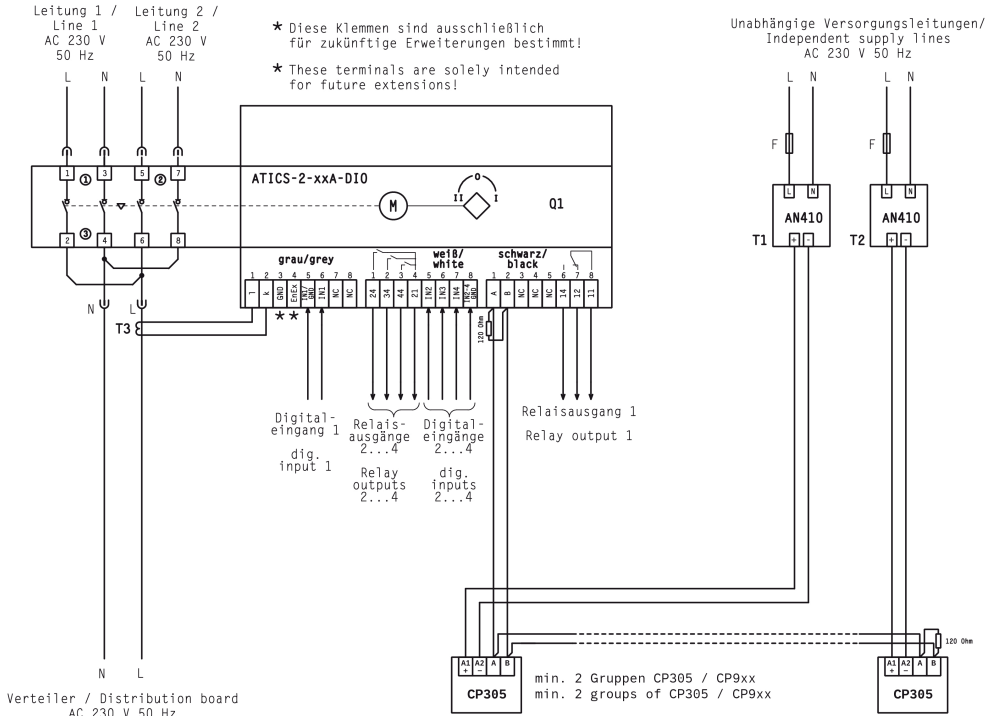 Leitung 1 /
Line 1
AC 230 V
50 Hz
Leitung 2 /
Line 2
AC 230 V
50 Hz
* Diese Klemmen sind ausschließlich
für zukünftige Erweiterungen bestimmt!
* These terminals are solely intended
for future extensions!
Unabhängige Versorgungsleitungen/
Independent supply lines
AC 230 V 50 Hz
L N L N
L N L N
F F
1 3 5 7
① ②
ATICS-2-xxA-DIO
M
II 0 I
Q1
③
2 4 6 8
L N L N
AN410 AN410
T1 + - T2 + -
grau/grey
weiß/
white
schwarz/
black
1 2 3 4 5 6 7 8
l k GND EnEx IN1/GND IN1 NC NC
1 2 3 4 5 6 7 8
24 34 44 21 IN2 IN3 IN4 IN2-4 GND
1 2 3 4 5 6 7 8
A B NC NC NC 14 12 11
* *
N L
T3
120 Ohm
Digital-
eingang 1
dig.
input 1
Relais-
ausgänge
2...4
Relay
outputs
2...4
Digital-
eingänge
2...4
dig.
inputs
2...4
Relaisausgang 1
Relay output 1
120 Ohm
A1 + A2 - A B
CP305
min. 2 Gruppen CP305 / CP9xx
min. 2 groups of CP305 / CP9xx
A1 + A2 - A B
CP305
N L
Verteiler / Distribution board
AC 230 V 50 Hz